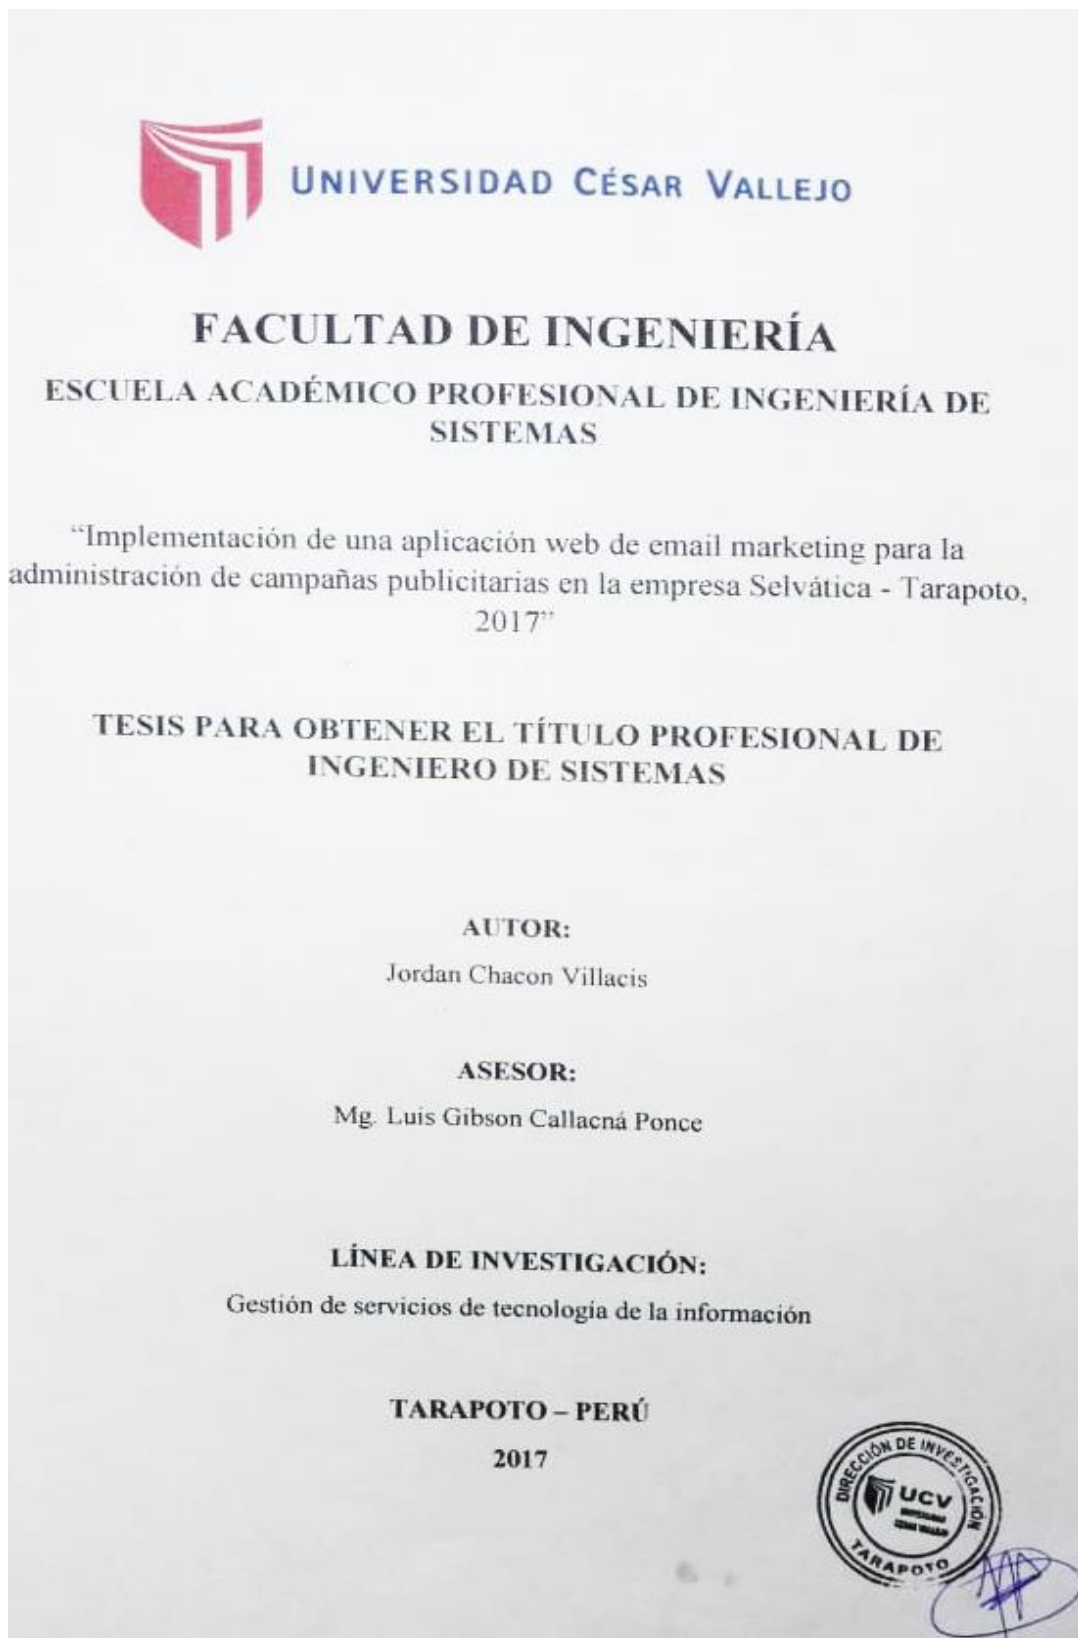 UNIVERSIDAD CÉSAR VALLEJO
FACULTAD DE INGENIERÍA
ESCUELA ACADÉMICO PROFESIONAL DE INGENIERÍA DE
SISTEMAS
“Implementación de una aplicación web de email marketing para la
administración de campañas publicitarias en la empresa Selvática - Tarapoto,
2017”
TESIS PARA OBTENER EL TÍTULO PROFESIONAL DE
INGENIERO DE SISTEMAS
AUTOR:
Jordan Chacon Villacis
ASESOR:
Mg. Luis Gibson Callacná Ponce
LÍNEA DE INVESTIGACIÓN:
Gestión de servicios de tecnología de la información
TARAPOTO – PERÚ
2017
DIRECCIÓN DE INVESTIGACIÓN
UCV
UNIVERSIDAD
CÉSAR VALLEJO
TARAPOTO